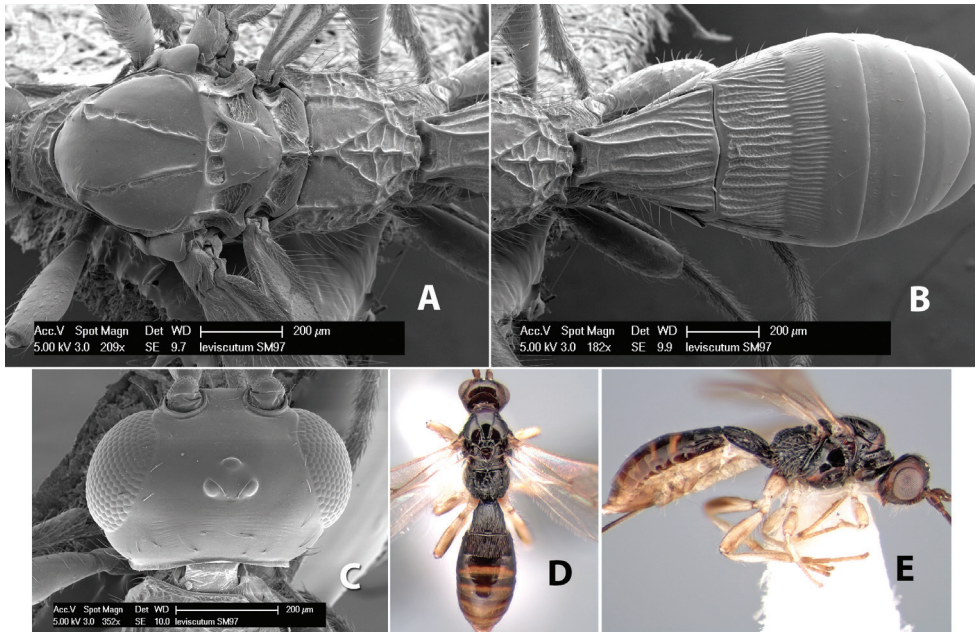 A
Acc.V Spot Magn Det WD 200 µm
5.00 kV 3.0 209x SE 9.7 leviscutum SM97
B
Acc.V Spot Magn Det WD 200 µm
5.00 kV 3.0 182x SE 9.9 leviscutum SM97
C
Acc.V Spot Magn Det WD 200 µm
5.00 kV 3.0 352x SE 10.0 leviscutum SM97
D
E